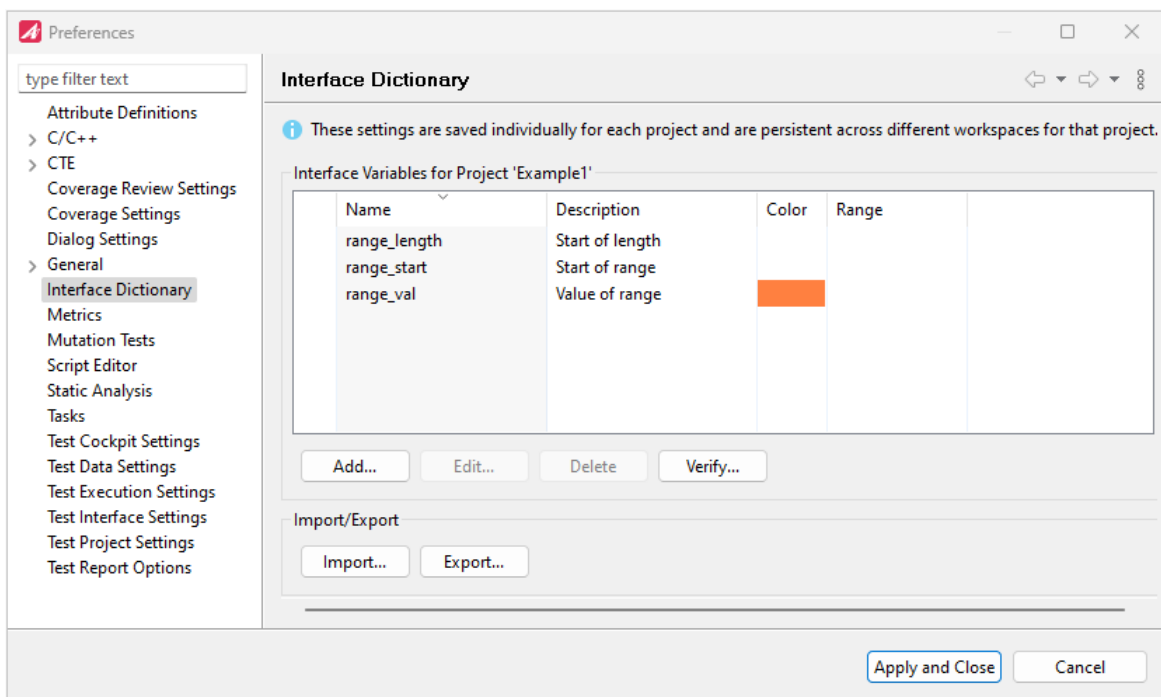 Preferences
type filter text
Attribute Definitions
C/C++
CTE
Coverage Review Settings
Coverage Settings
Dialog Settings
General
Interface Dictionary
Metrics
Mutation Tests
Script Editor
Static Analysis
Tasks
Test Cockpit Settings
Test Data Settings
Test Execution Settings
Test Interface Settings
Test Project Settings
Test Report Options
Interface Dictionary
These settings are saved individually for each project and are persistent across different workspaces for that project.
Interface Variables for Project 'Example1'
Name Description Color Range
range_length Start of length
range_start Start of range
range_val Value of range
Add... Edit... Delete Verify...
Import/Export
Import... Export...
Apply and Close Cancel